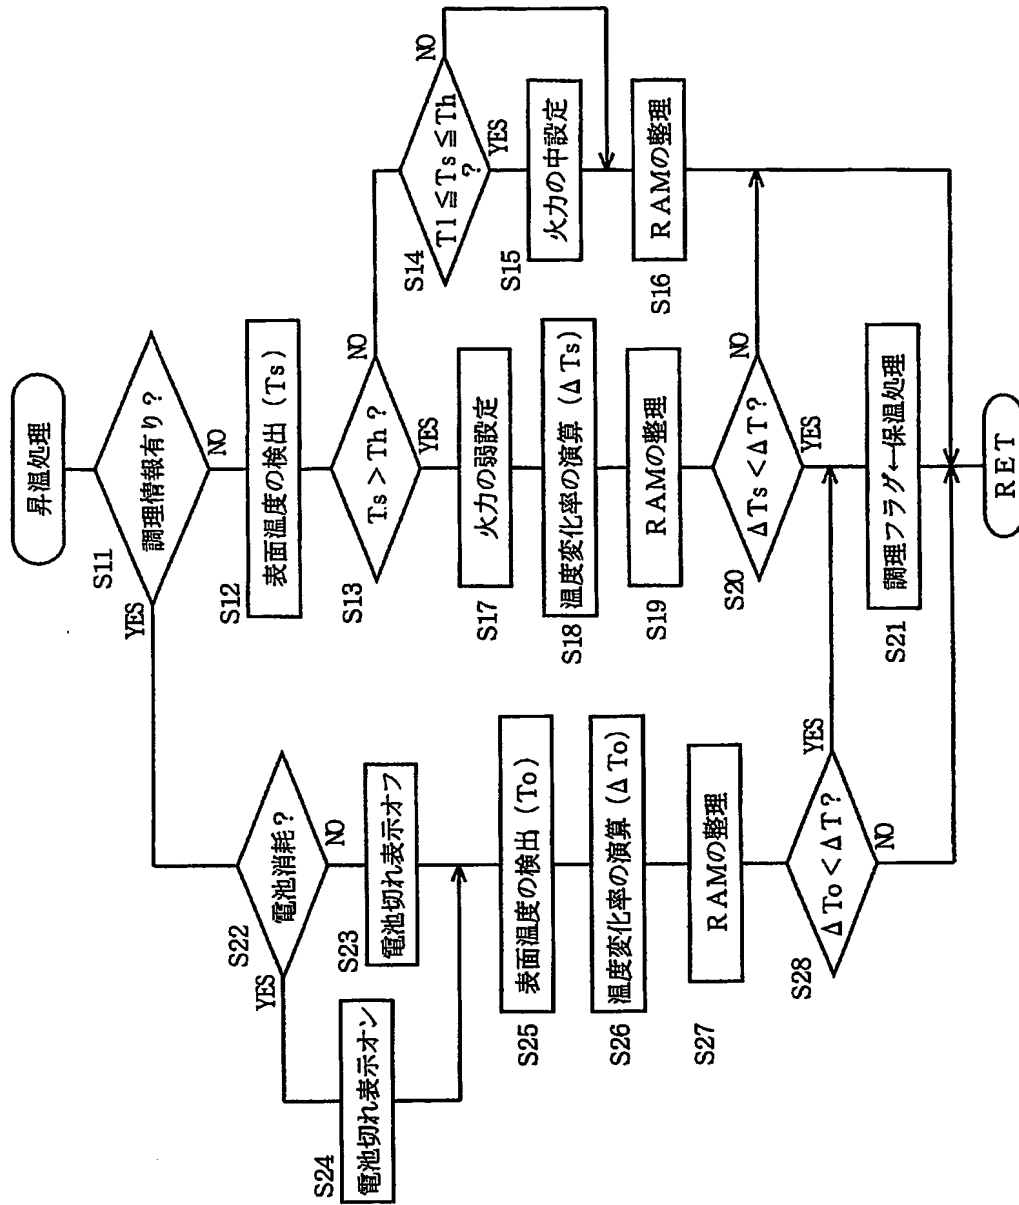 昇温処理
S11
調理情報有り？
YES
NO
S12
表面温度の検出（Ts）
S13
Ts＞Th？
NO
YES
S14
Tl≦Ts≦Th
？
NO
YES
S15
火力の中設定
S16
RAMの整理
S17
火力の弱設定
S18
温度変化率の演算（ΔTs）
S19
RAMの整理
S20
ΔTs＜ΔT？
NO
YES
S21
調理フラグ←保温処理
S22
電池消耗？
YES
NO
S23
電池切れ表示オフ
S24
電池切れ表示オン
S25
表面温度の検出（To）
S26
温度変化率の演算（ΔTo）
S27
RAMの整理
S28
ΔTo＜ΔT？
YES
NO
RET